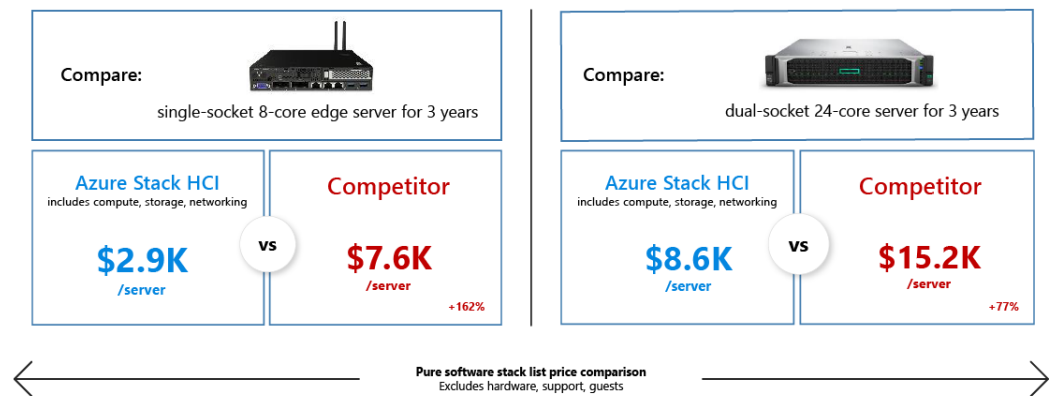 Compare:
single-socket 8-core edge server for 3 years
Azure Stack HCI
includes compute, storage, networking
$2.9K
/server
vs
Competitor
$7.6K
/server
+162%
Compare:
dual-socket 24-core server for 3 years
Azure Stack HCI
includes compute, storage, networking
$8.6K
/server
vs
Competitor
$15.2K
/server
+77%
Pure software stack list price comparison
Excludes hardware, support, guests